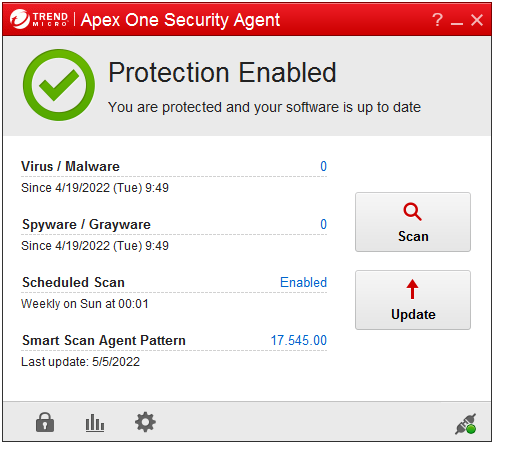 TREND MICRO | Apex One Security Agent ? _ ×
Protection Enabled
You are protected and your software is up to date
Virus / Malware 0
Since 4/19/2022 (Tue) 9:49
Spyware / Grayware 0
Since 4/19/2022 (Tue) 9:49
Scan
Scheduled Scan Enabled
Weekly on Sun at 00:01
Update
Smart Scan Agent Pattern 17.545.00
Last update: 5/5/2022